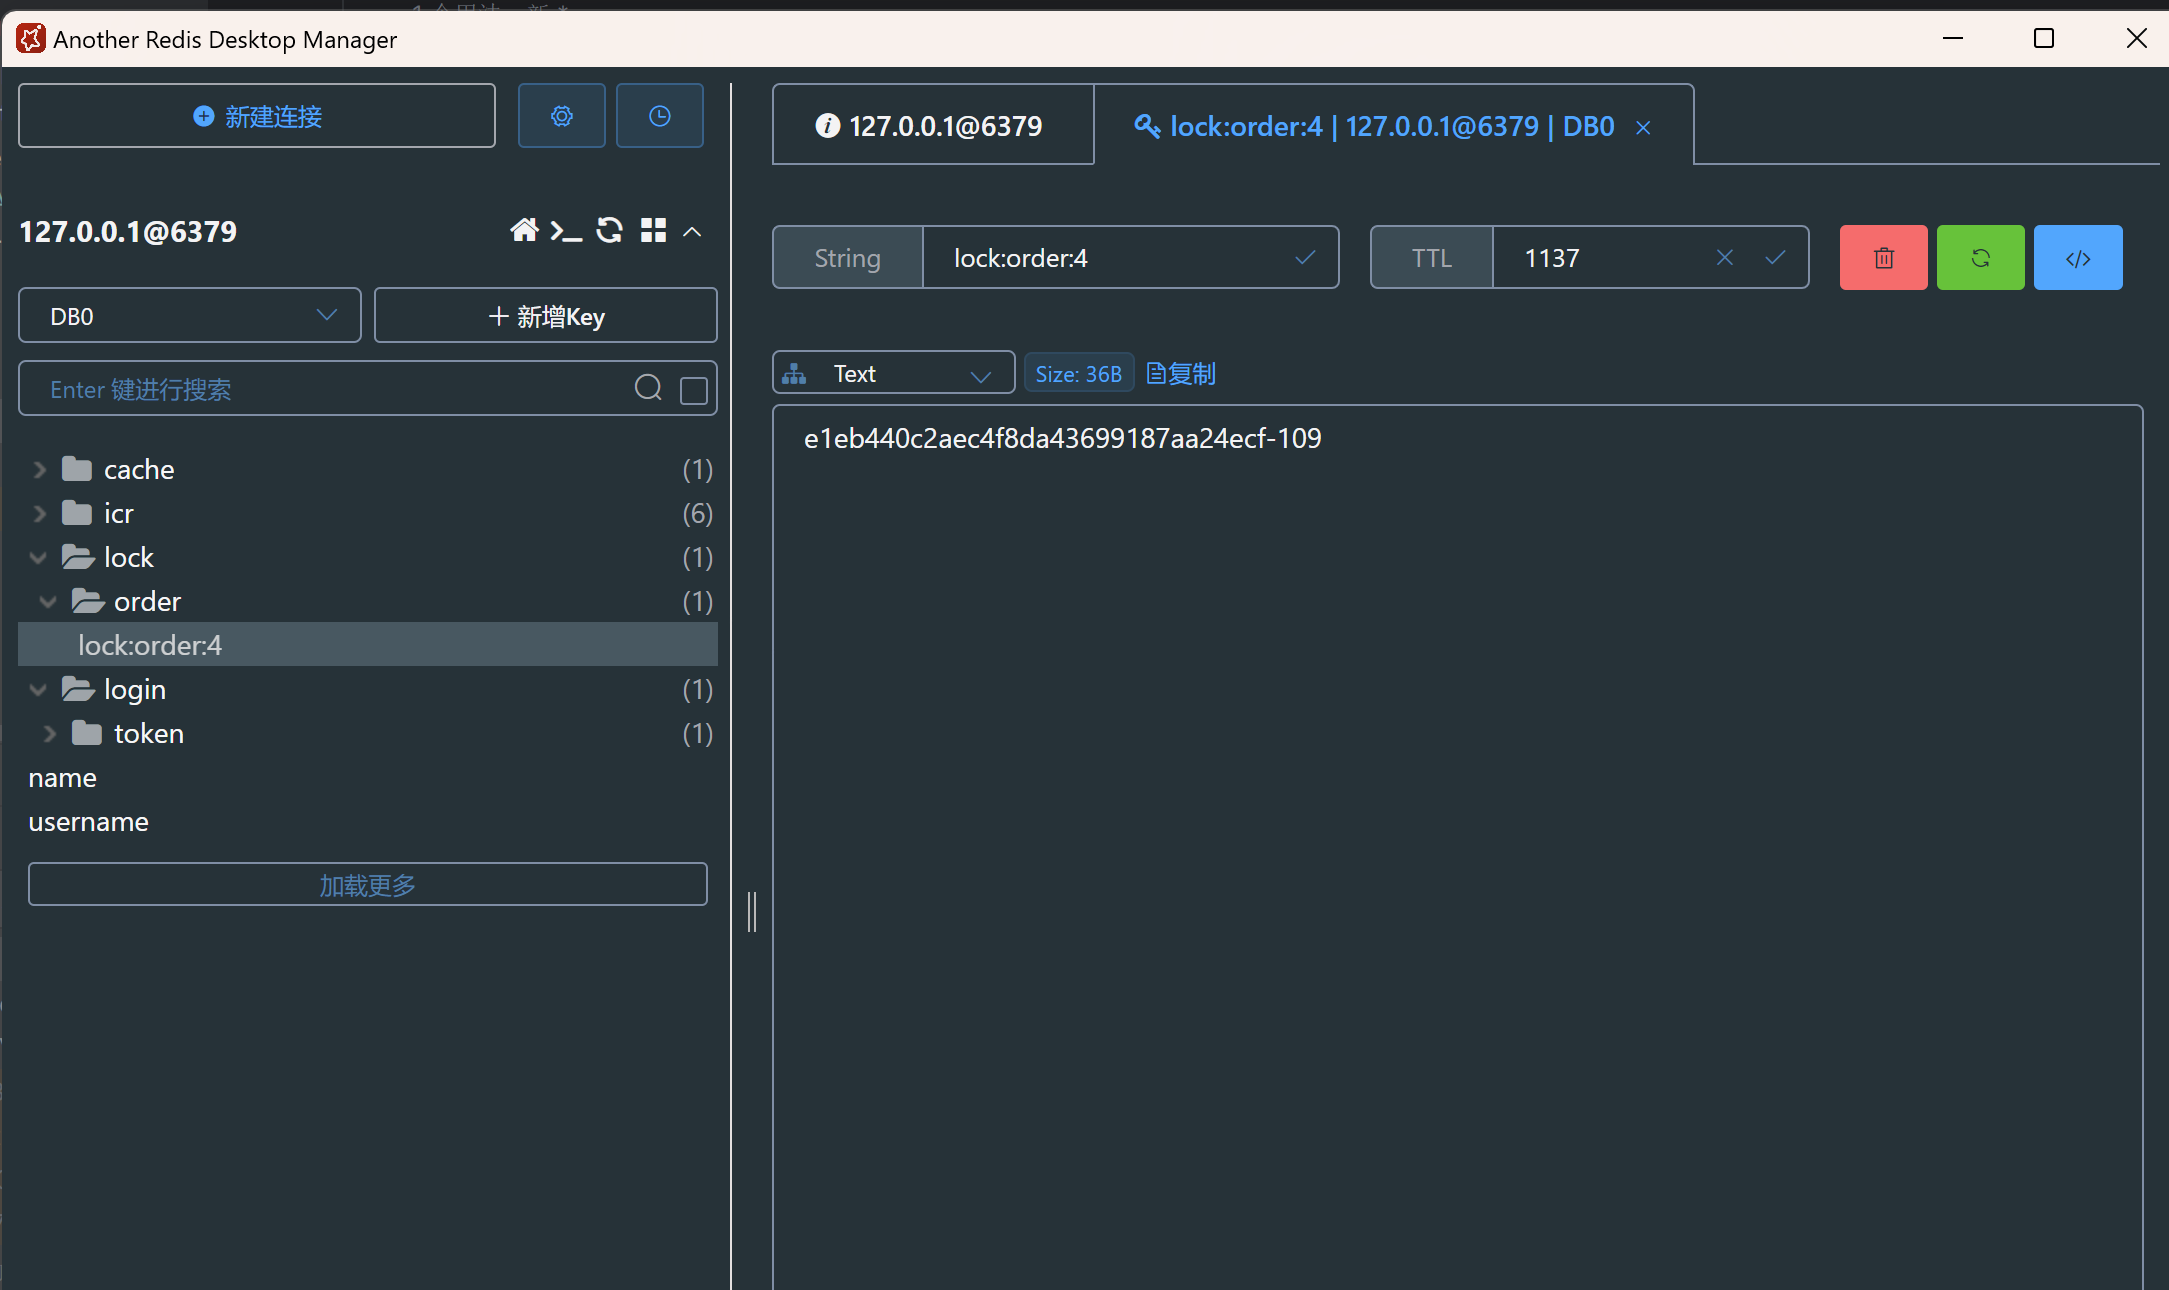 Another Redis Desktop Manager
新建连接
127.0.0.1@6379
DB0
新增Key
Enter 键进行搜索
cache (1)
icr (6)
lock (1)
order (1)
lock:order:4
login (1)
token (1)
name
username
加载更多
127.0.0.1@6379
lock:order:4 | 127.0.0.1@6379 | DB0
String lock:order:4
TTL 1137
Text Size: 36B 复制
e1eb440c2aec4f8da43699187aa24ecf-109